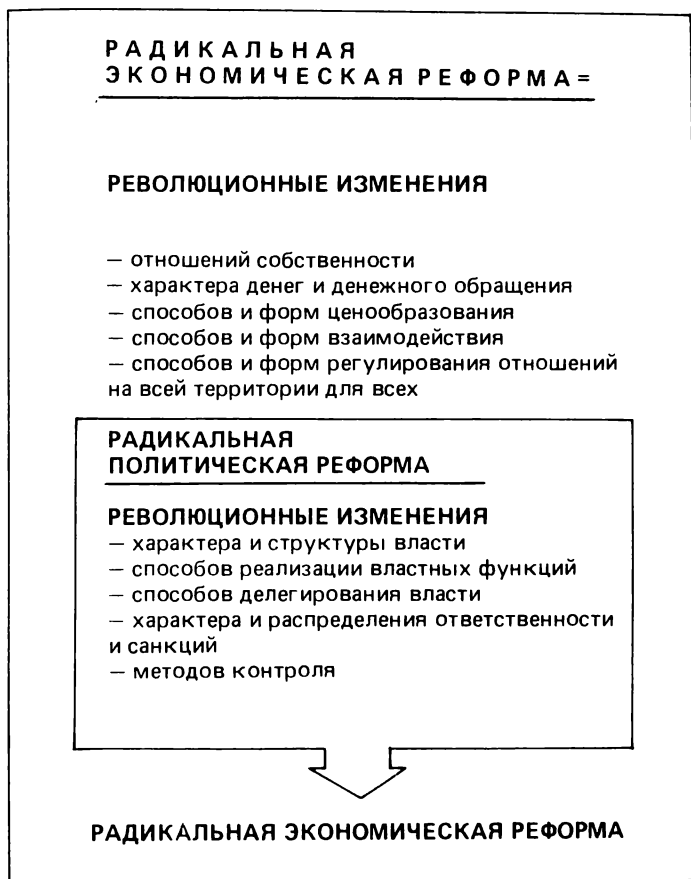 РАДИКАЛЬНАЯ
ЭКОНОМИЧЕСКАЯ РЕФОРМА=
РЕВОЛЮЦИОННЫЕ ИЗМЕНЕНИЯ
— отношений собственности
— характера денег и денежного обращения
— способов и форм ценообразования
— способов и форм взаимодействия
— способов и форм регулирования отношений
на всей территории для всех
РАДИКАЛЬНАЯ
ПОЛИТИЧЕСКАЯ РЕФОРМА
РЕВОЛЮЦИОННЫЕ ИЗМЕНЕНИЯ
— характера и структуры власти
— способов реализации властных функций
— способов делегирования власти
— характера и распределения ответственности
и санкций
— методов контроля
РАДИКАЛЬНАЯ ЭКОНОМИЧЕСКАЯ РЕФОРМА